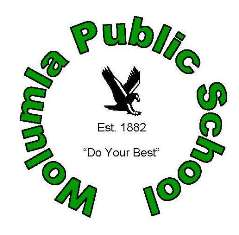 Wolumla Public School
Est. 1882
“Do Your Best”